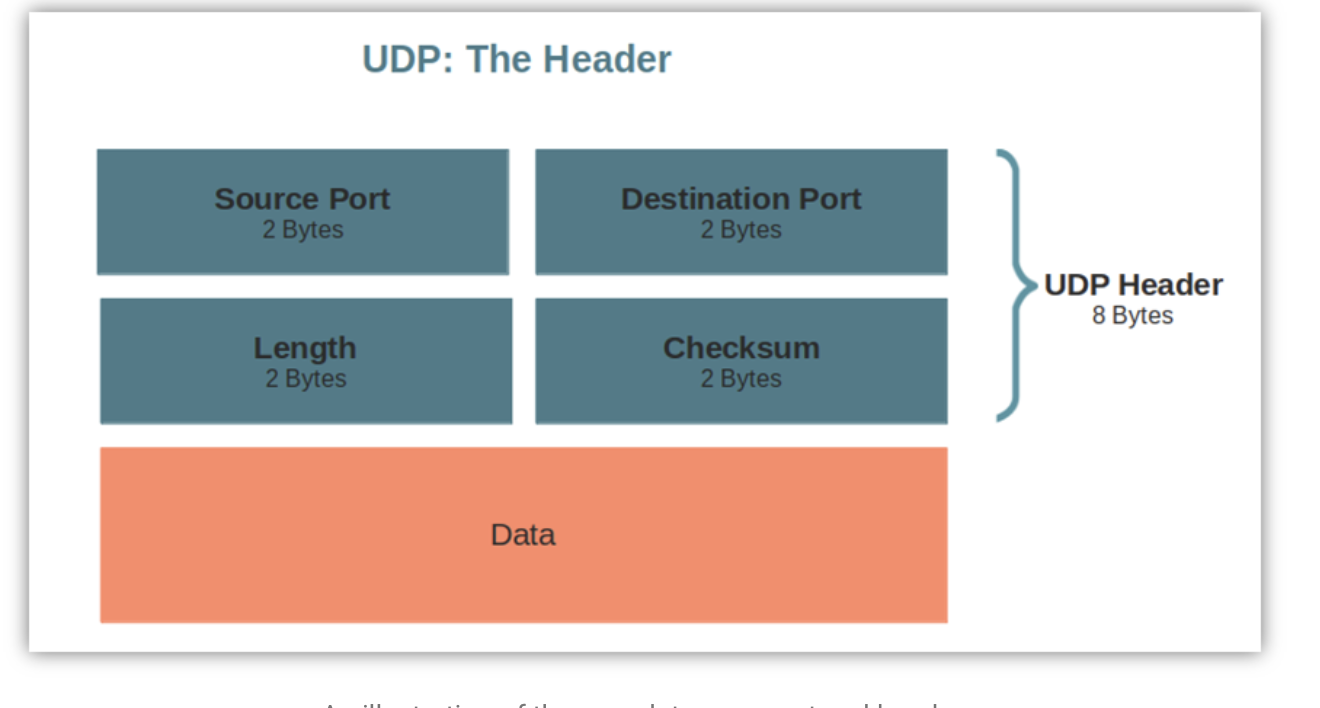 UDP: The Header
Source Port
2 Bytes
Destination Port
2 Bytes
Length
2 Bytes
Checksum
2 Bytes
UDP Header
8 Bytes
Data